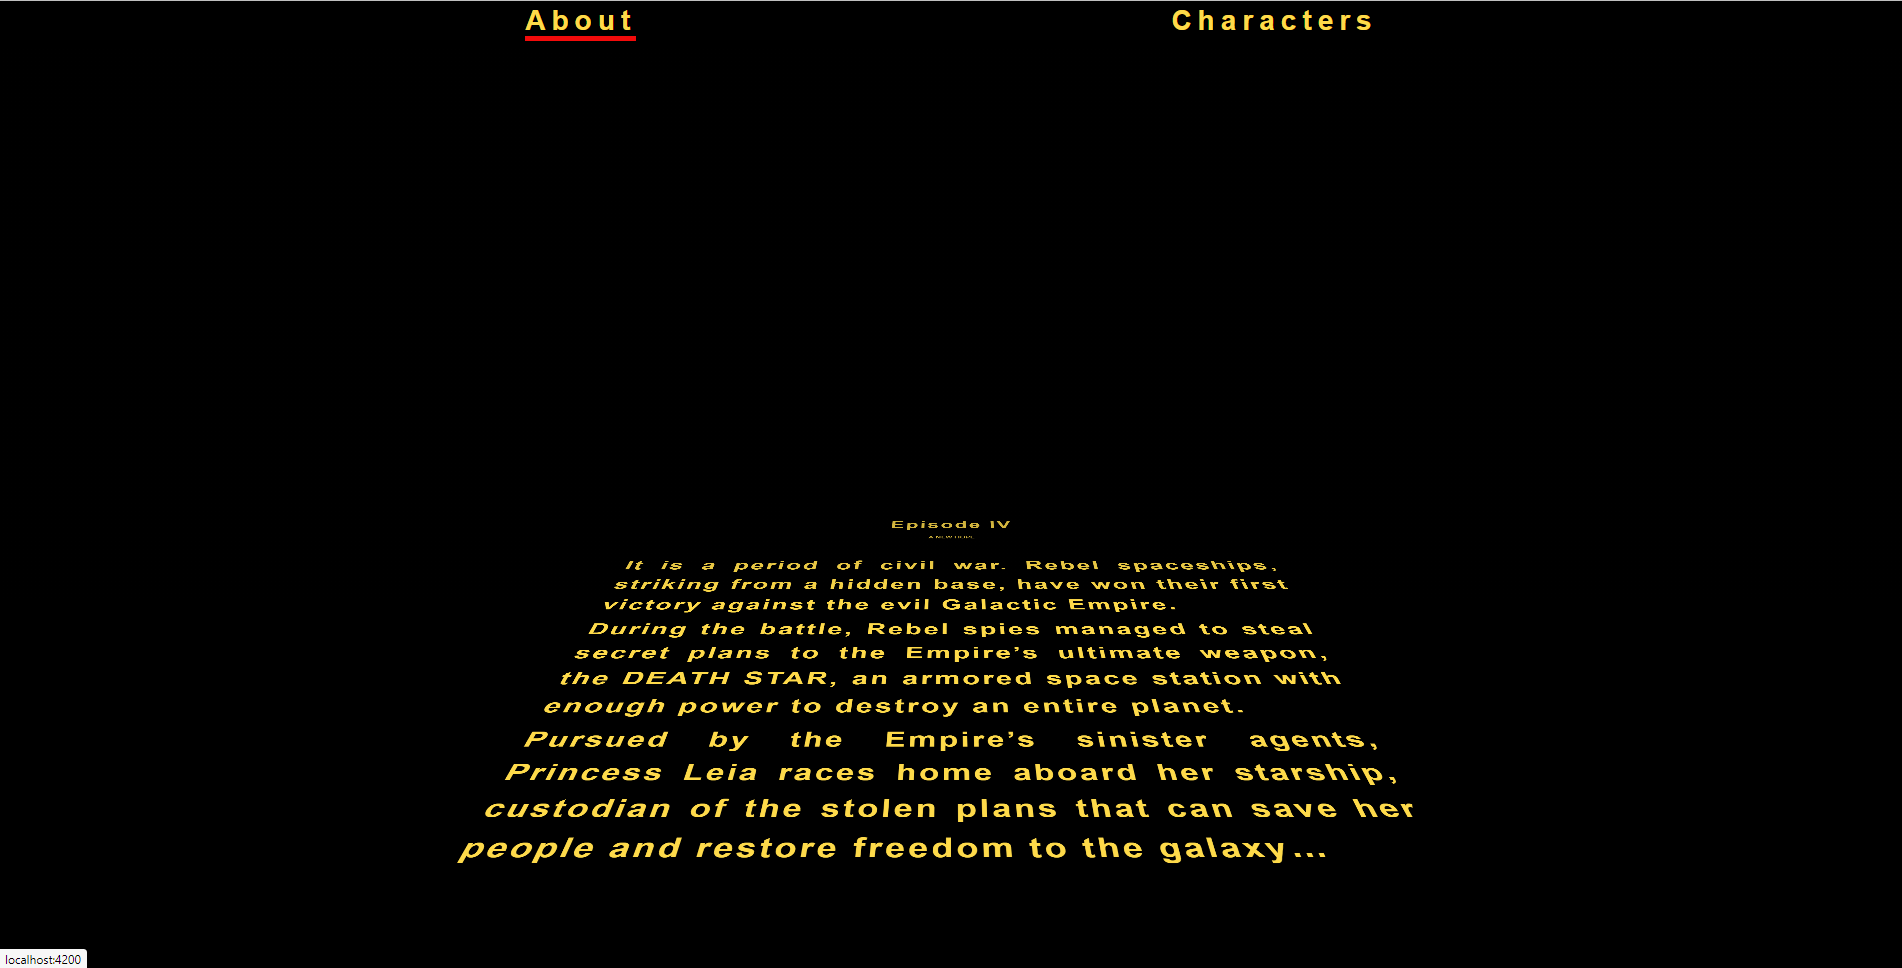 About
Characters
Episode IV
It is a period of civil war. Rebel spaceships,
striking from a hidden base, have won their first
victory against the evil Galactic Empire.
During the battle, Rebel spies managed to steal
secret plans to the Empire’s ultimate weapon,
the DEATH STAR, an armored space station with
enough power to destroy an entire planet.
Pursued by the Empire’s sinister agents,
Princess Leia races home aboard her starship,
custodian of the stolen plans that can save her
people and restore freedom to the galaxy...
localhost:4200